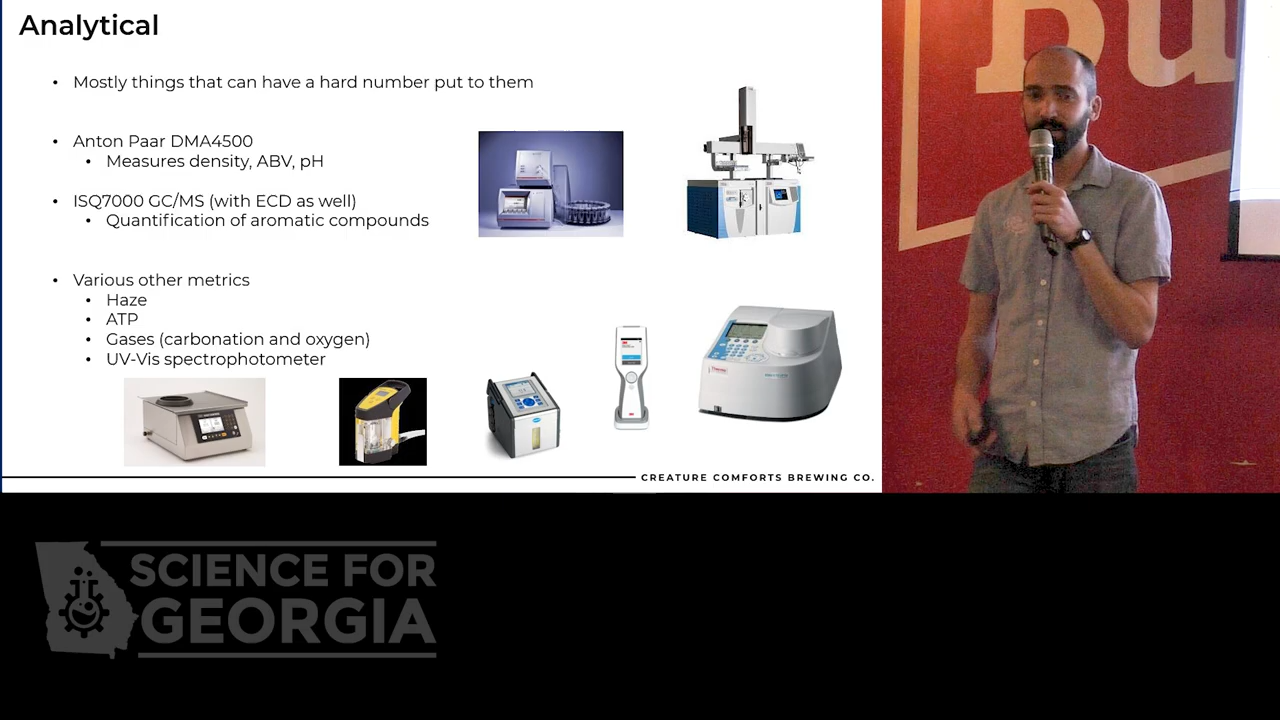 Analytical
• Mostly things that can have a hard number put to them
• Anton Paar DMA4500
• Measures density, ABV, pH
• ISQ7000 GC/MS (with ECD as well)
• Quantification of aromatic compounds
• Various other metrics
• Haze
• ATP
• Gases (carbonation and oxygen)
• UV-Vis spectrophotometer
CREATURE COMFORTS BREWING CO.
Bu
SCIENCE FOR
GEORGIA